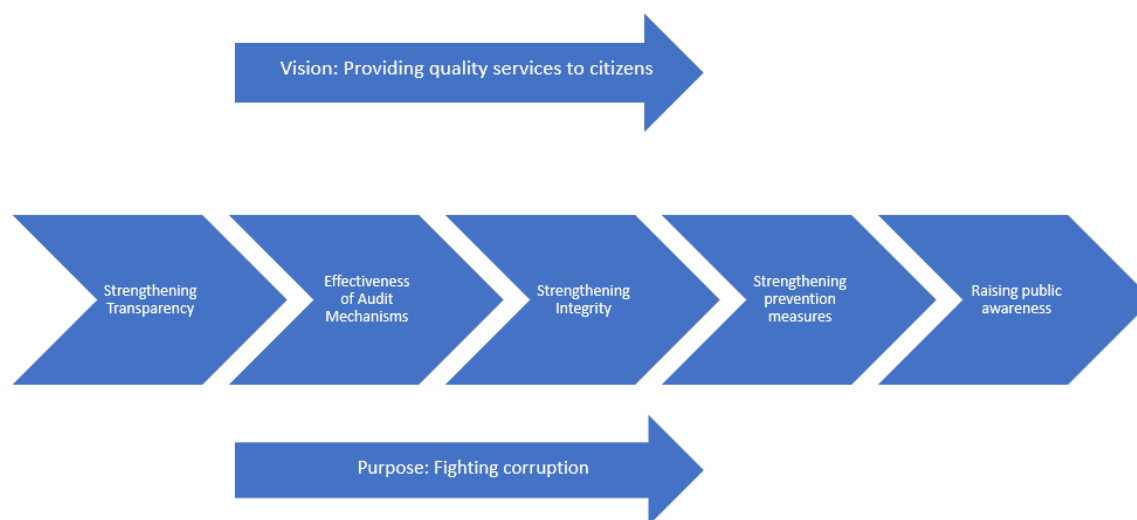 Vision: Providing quality services to citizens
Strengthening
Transparency
Effectiveness
of Audit
Mechanisms
Strengthening
Integrity
Strengthening
prevention
measures
Raising public
awareness
Purpose: Fighting corruption